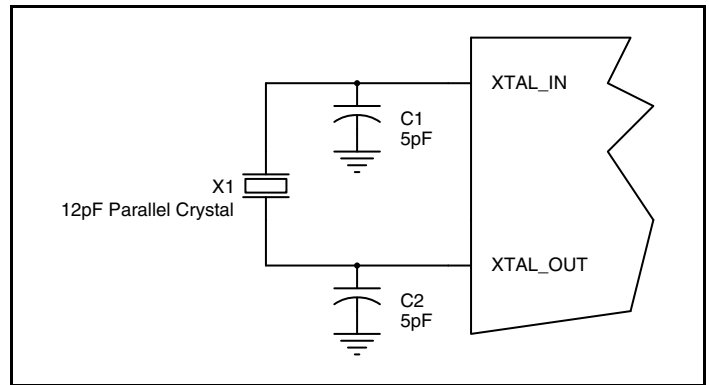 XTAL_IN
C1
5pF
X1
12pF Parallel Crystal
XTAL_OUT
C2
5pF